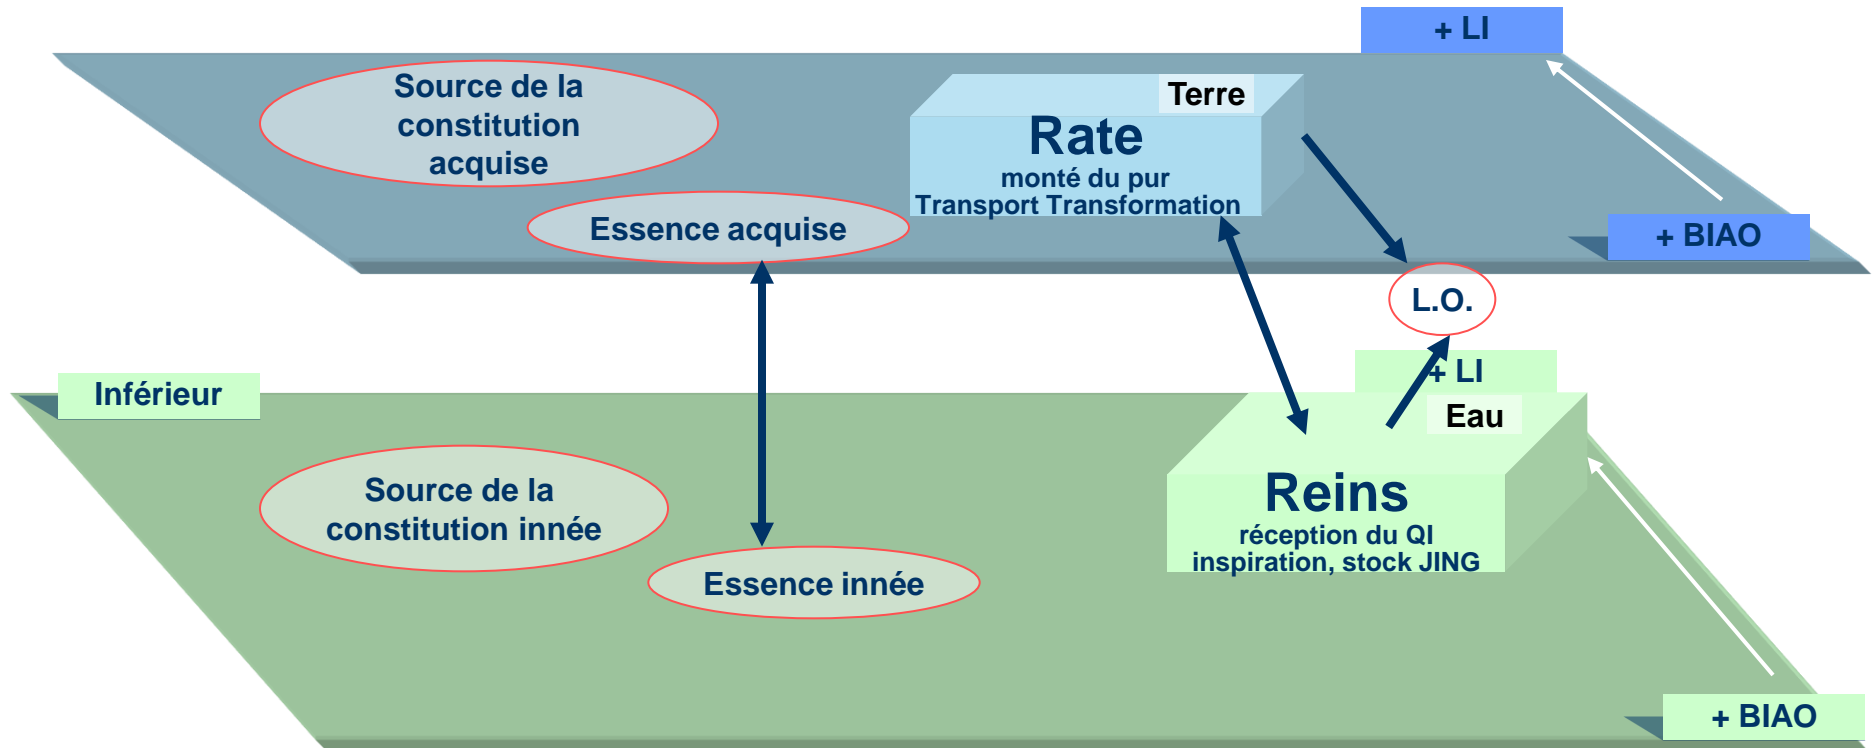 + LI
Source de la
constitution
acquise
Terre
Rate
monté du pur
Transport Transformation
Essence acquise
+ BIAO
L.O.
+ LI
Inférieur
Eau
Source de la
constitution innée
Reins
réception du QI
inspiration, stock JING
Essence innée
+ BIAO